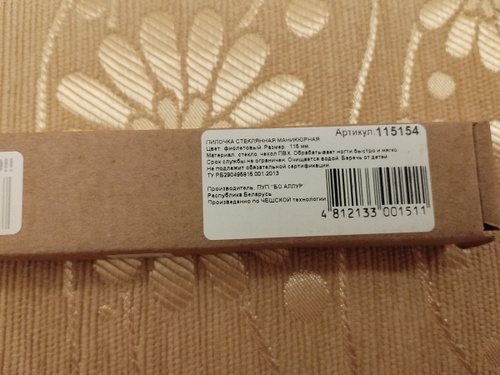 Артикул: 115154
ПИЛОЧКА СТЕКЛЯННАЯ МАНИКЮРНАЯ
Цвет: фиолетовый. Размер: 115 мм
Материал: стекло, чехол ПВХ. Обрабатывает ногти быстро и мягко.
Срок службы не ограничен. Очищается водой. Беречь от детей
Не подлежит обязательной сертификации.
ТУ РБ290495915.001-2013
Производитель: ПУП "БО АЛЛУР"
Республика Беларусь
Произведено по ЧЕШСКОЙ технологии
4 812133 001511